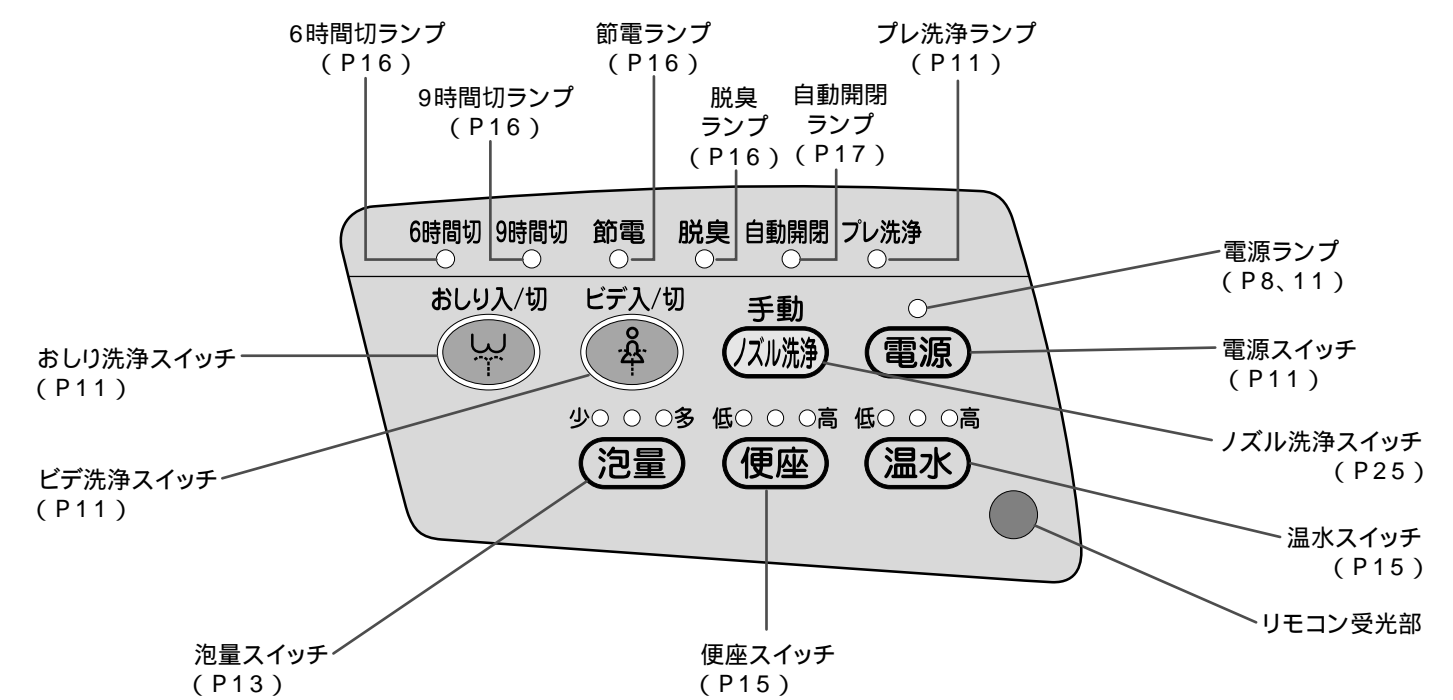 6時間切ランプ
(P16)
節電ランプ
(P16)
プレ洗浄ランプ
(P11)
9時間切ランプ
(P16)
脱臭
ランプ
(P16)
自動開閉
ランプ
(P17)
6時間切 9時間切 節電 脱臭 自動開閉 プレ洗浄
電源ランプ
(P8、11)
おしり入/切 ビデ入/切 手動
ノズル洗浄 電源
おしり洗浄スイッチ
(P11)
電源スイッチ
(P11)
少 多 低 高 低 高
泡量 便座 温水
ノズル洗浄スイッチ
(P25)
ビデ洗浄スイッチ
(P11)
温水スイッチ
(P15)
リモコン受光部
泡量スイッチ
(P13)
便座スイッチ
(P15)